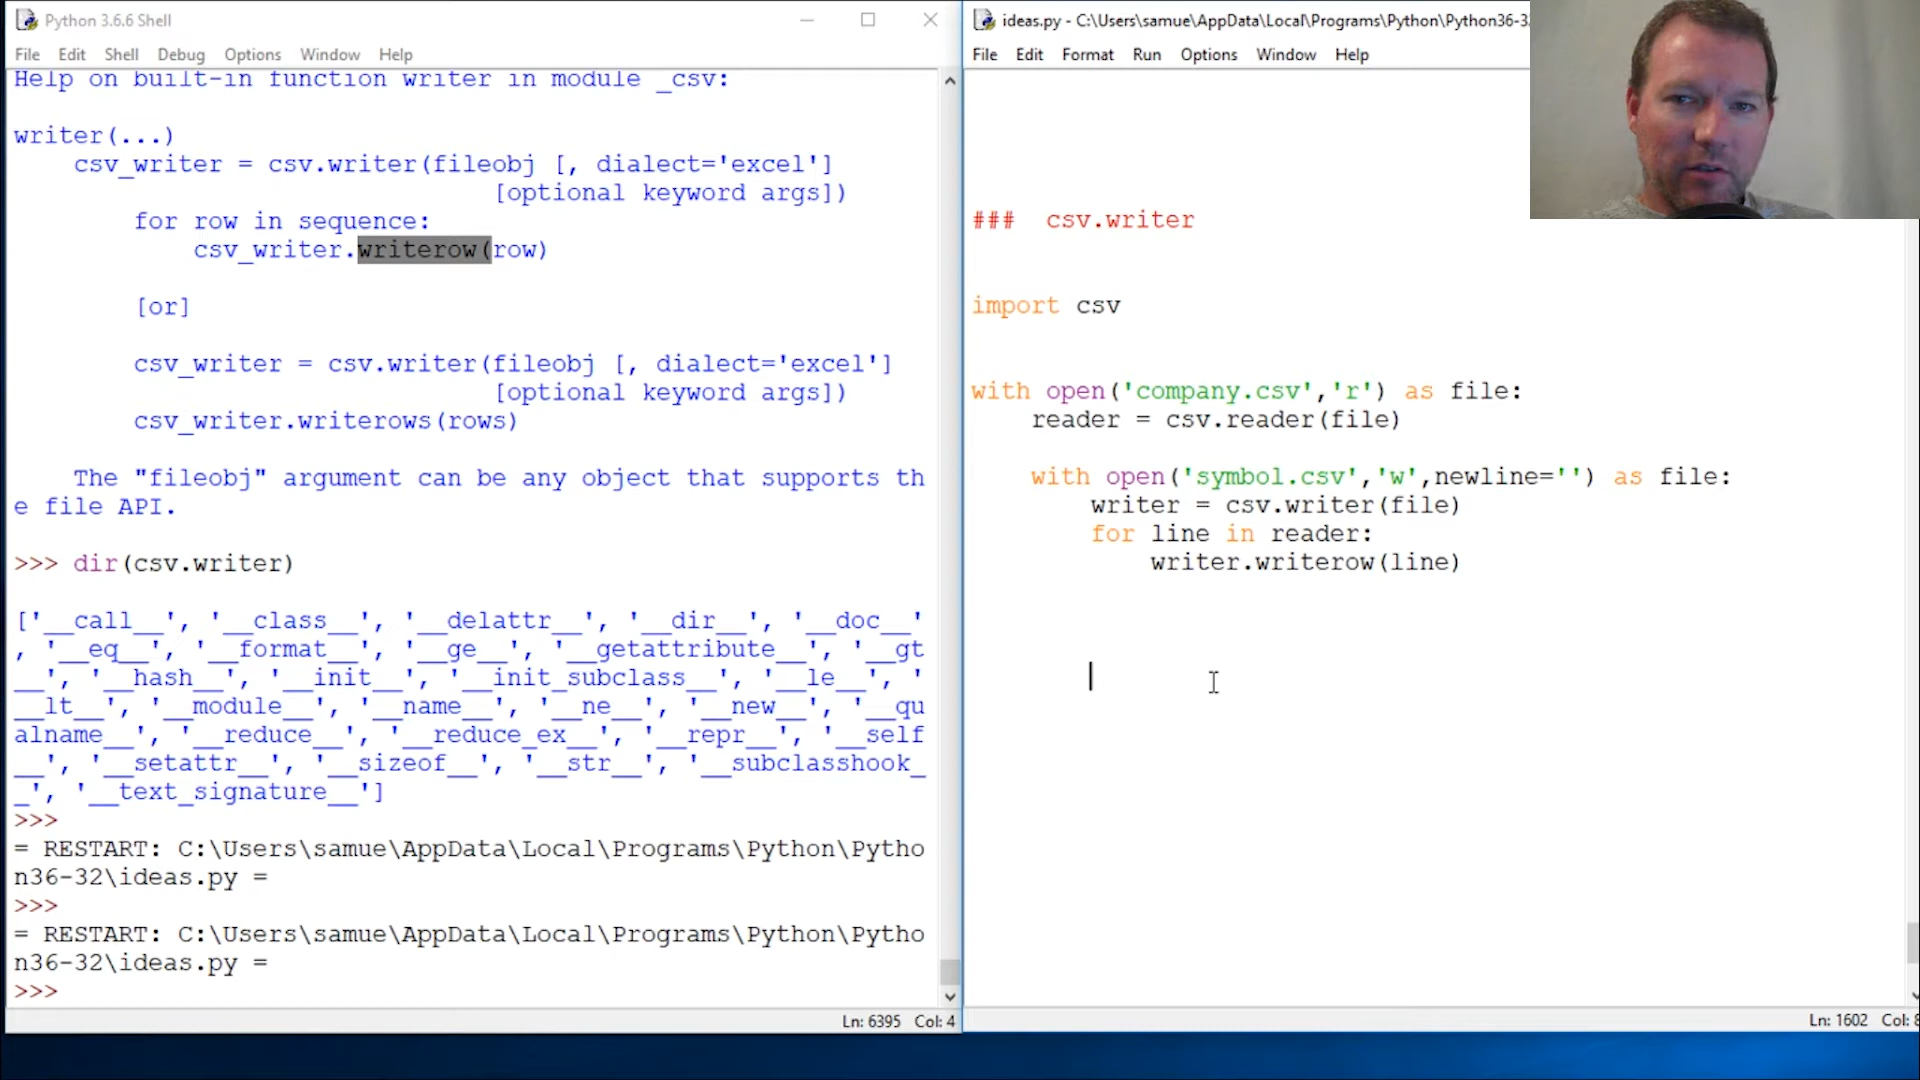 Python 3.6.6 Shell
File Edit Shell Debug Options Window Help
Help on built-in function writer in module _csv:
writer(...)
csv_writer = csv.writer(fileobj [, dialect='excel']
[optional keyword args])
for row in sequence:
csv_writer.writerow(row)
[or]
csv_writer = csv.writer(fileobj [, dialect='excel']
[optional keyword args])
csv_writer.writerows(rows)
The "fileobj" argument can be any object that supports th
e file API.
>>> dir(csv.writer)
['__call__', '__class__', '__delattr__', '__dir__', '__doc__'
, '__eq__', '__format__', '__ge__', '__getattribute__', '__gt
__', '__hash__', '__init__', '__init_subclass__', '__le__', '
__lt__', '__module__', '__name__', '__ne__', '__new__', '__qu
alname__', '__reduce__', '__reduce_ex__', '__repr__', '__self
__', '__setattr__', '__sizeof__', '__str__', '__subclasshook_
_', '__text_signature__']
>>>
= RESTART: C:\Users\samue\AppData\Local\Programs\Python\Pytho
n36-32\ideas.py =
>>>
= RESTART: C:\Users\samue\AppData\Local\Programs\Python\Pytho
n36-32\ideas.py =
>>>
Ln: 6395 Col: 4
ideas.py - C:\Users\samue\AppData\Local\Programs\Python\Python36-3
File Edit Format Run Options Window Help
### csv.writer
import csv
with open('company.csv','r') as file:
reader = csv.reader(file)
with open('symbol.csv','w',newline='') as file:
writer = csv.writer(file)
for line in reader:
writer.writerow(line)
Ln: 1602 Col: 8